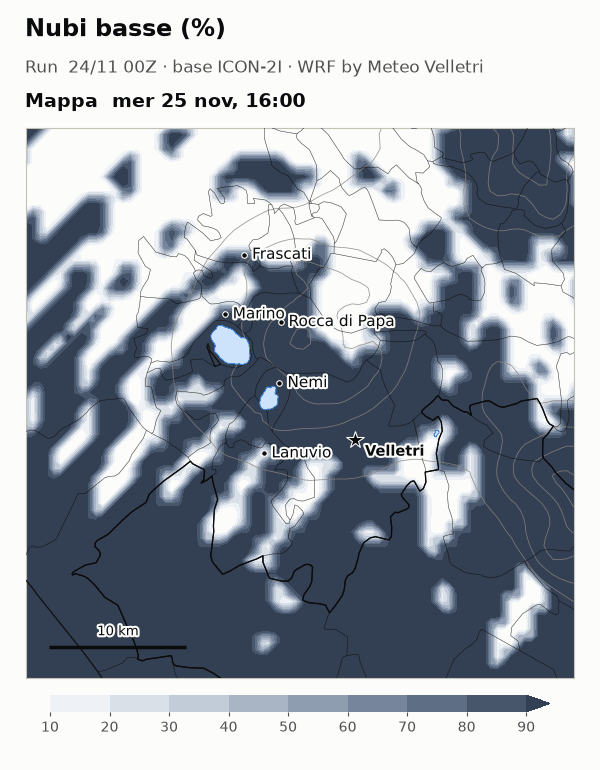 Nubi basse (%)
Run  24/11 00Z · base ICON-2I · WRF by Meteo Velletri
Mappa  mer 25 nov, 16:00
Frascati
Marino
Rocca di Papa
Nemi
Velletri
Lanuvio
10 km
10 20 30 40 50 60 70 80 90